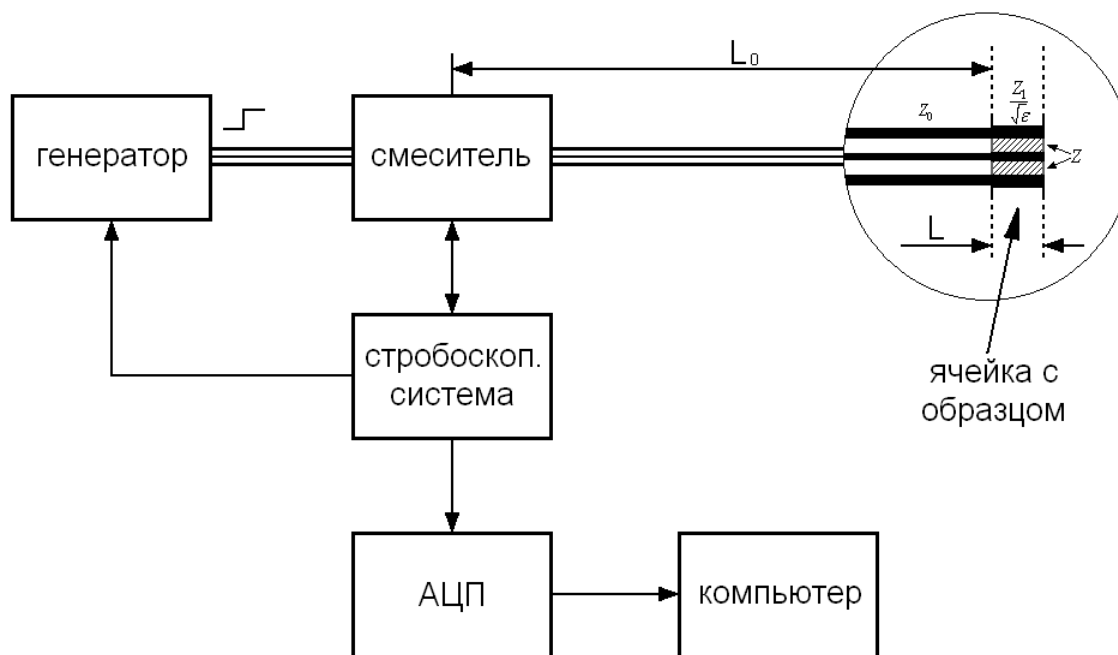 L₀
Z₀
Z₁
√ε
генератор
смеситель
Z
L
стробоскоп.
система
ячейка с
образцом
АЦП
компьютер